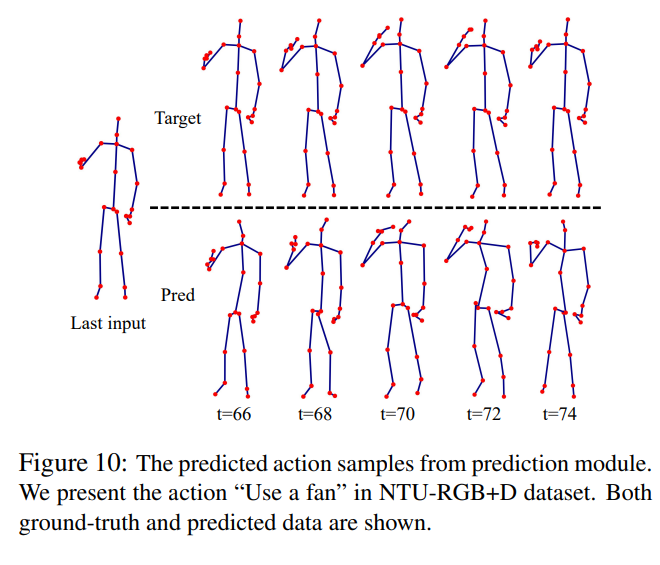 Target
Pred
Last input
t=66 t=68 t=70 t=72 t=74
Figure 10: The predicted action samples from prediction module.
We present the action “Use a fan” in NTU-RGB+D dataset. Both
ground-truth and predicted data are shown.